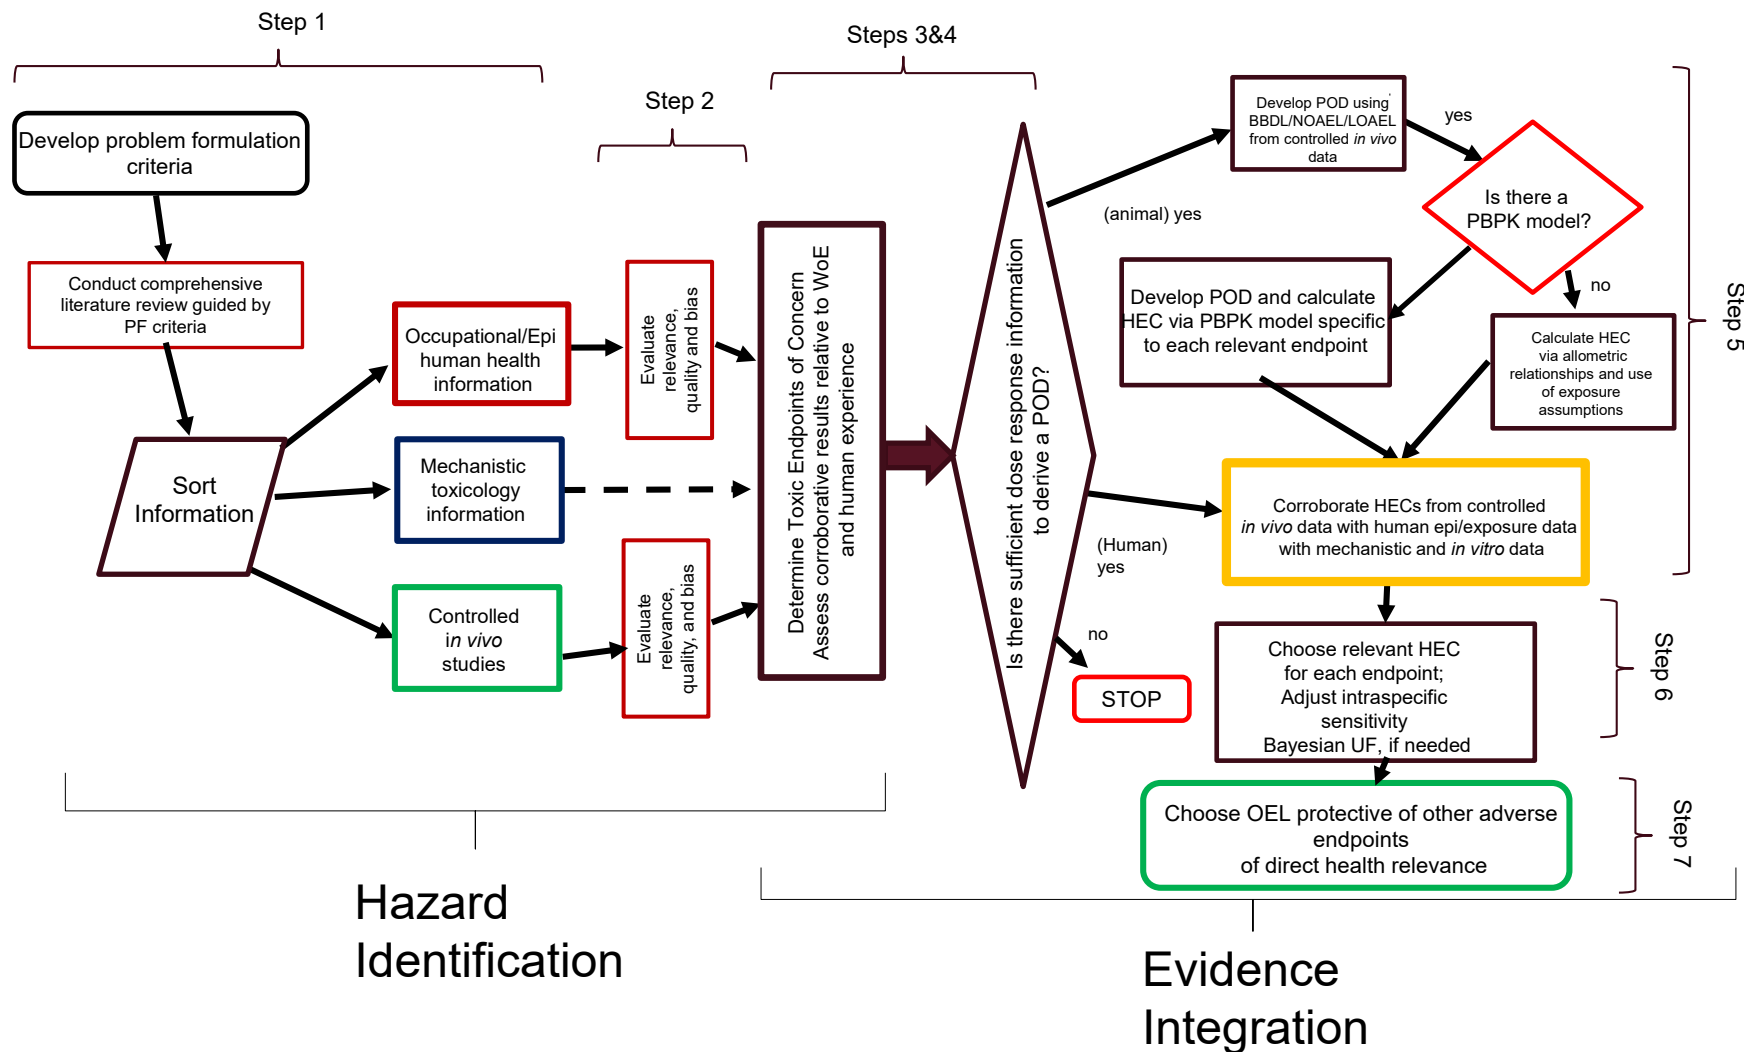 Step 1
Steps 3&4
Step 2
Develop problem formulation
criteria
Conduct comprehensive
literature review guided by
PF criteria
Sort
Information
Occupational/Epi
human health
information
Mechanistic
toxicology
information
Controlled
in vivo
studies
Evaluate
relevance,
quality and bias
Evaluate
relevance,
quality, and bias
Determine Toxic Endpoints of Concern
Assess corroborative results relative to WoE
and human experience
Is there sufficient dose response information
to derive a POD?
(animal) yes
(Human)
yes
no
STOP
Develop POD using
BBDL/NOAEL/LOAEL
from controlled in vivo
data
yes
Is there a
PBPK model?
no
Develop POD and calculate
HEC via PBPK model specific
to each relevant endpoint
Calculate HEC
via allometric
relationships and use
of exposure
assumptions
Corroborate HECs from controlled
in vivo data with human epi/exposure data
with mechanistic and in vitro data
Step 5
Choose relevant HEC
for each endpoint;
Adjust intraspecific
sensitivity
Bayesian UF, if needed
Step 6
Choose OEL protective of other adverse
endpoints
of direct health relevance
Step 7
Hazard
Identification
Evidence
Integration